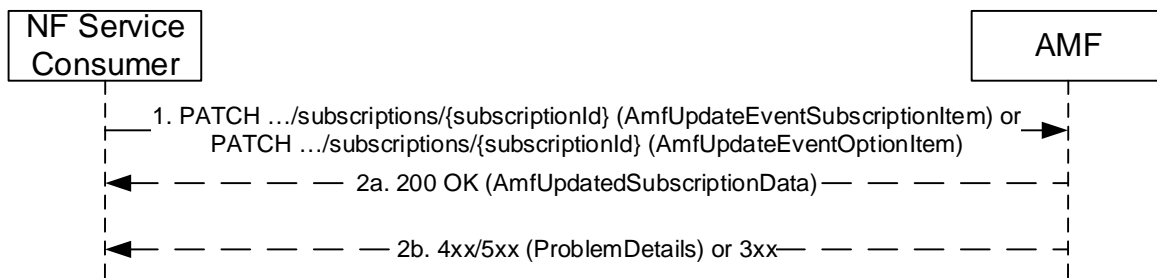 NF Service
Consumer
AMF
1. PATCH …/subscriptions/{subscriptionId} (AmfUpdateEventSubscriptionItem) or
PATCH …/subscriptions/{subscriptionId} (AmfUpdateEventOptionItem)
2a. 200 OK (AmfUpdatedSubscriptionData)
2b. 4xx/5xx (ProblemDetails) or 3xx